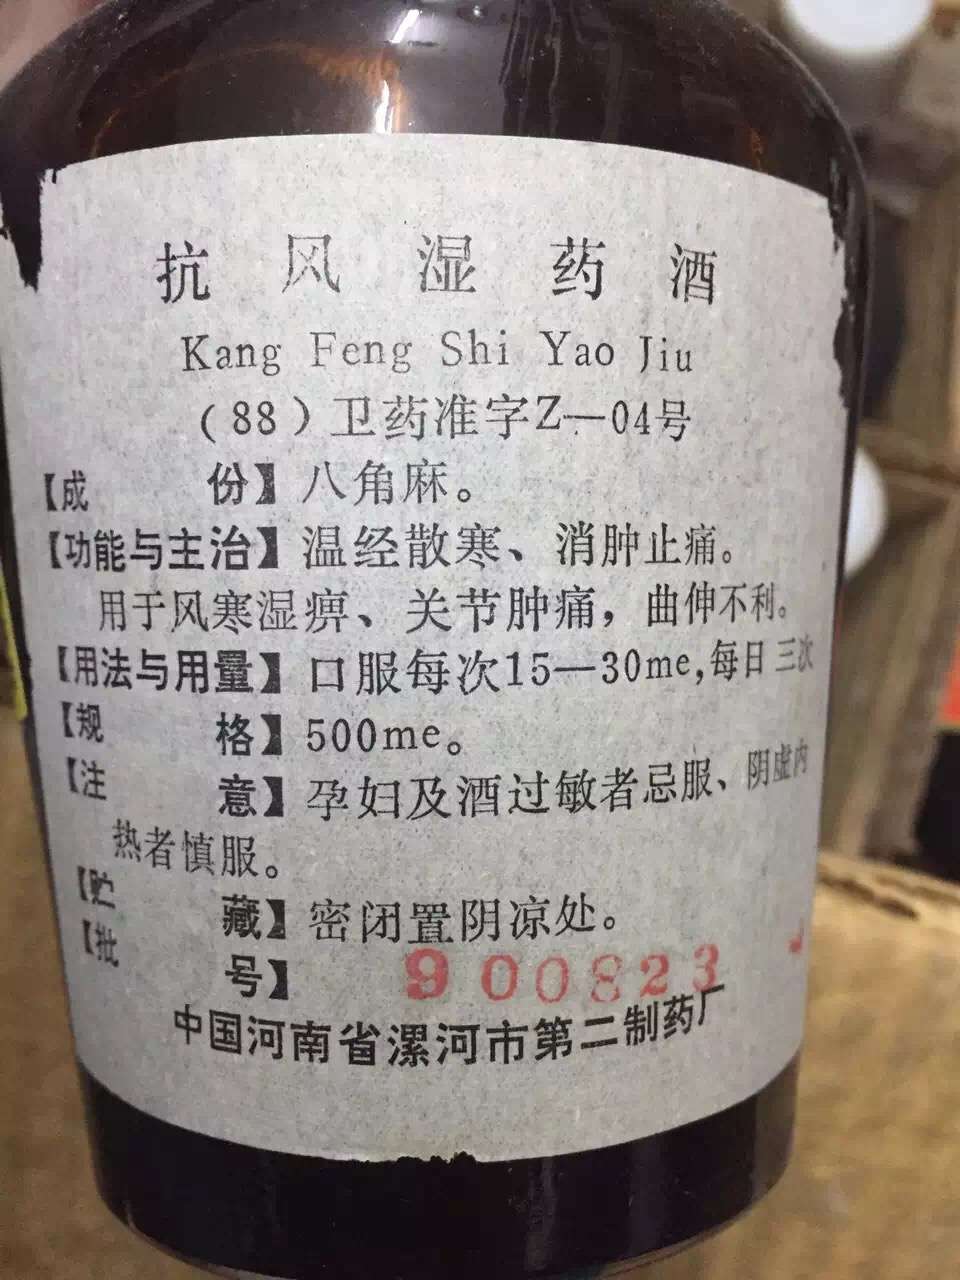 抗风湿药酒
Kang Feng Shi Yao Jiu
(88)卫药准字Z—04号
【成份】八角麻。
【功能与主治】温经散寒、消肿止痛。
用于风寒湿痹、关节肿痛，曲伸不利。
【用法与用量】口服每次15—30me,每日三次
【规格】500me。
【注意】孕妇及酒过敏者忌服、阴虚内
热者慎服。
【贮藏】密闭置阴凉处。
【批号】900823
中国河南省漯河市第二制药厂